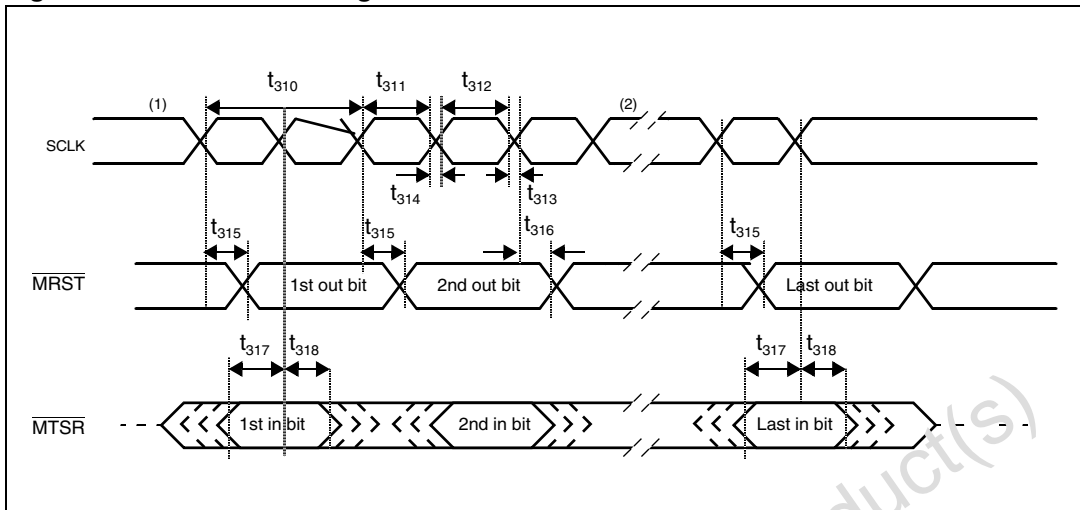 t310 t311 t312
(1) (2)
SCLK
t314 t313
t315 t315 t316 t315
MRST 1st out bit 2nd out bit Last out bit
t317 t318 t317 t318
MTSR 1st in bit 2nd in bit Last in bit
duct(s)